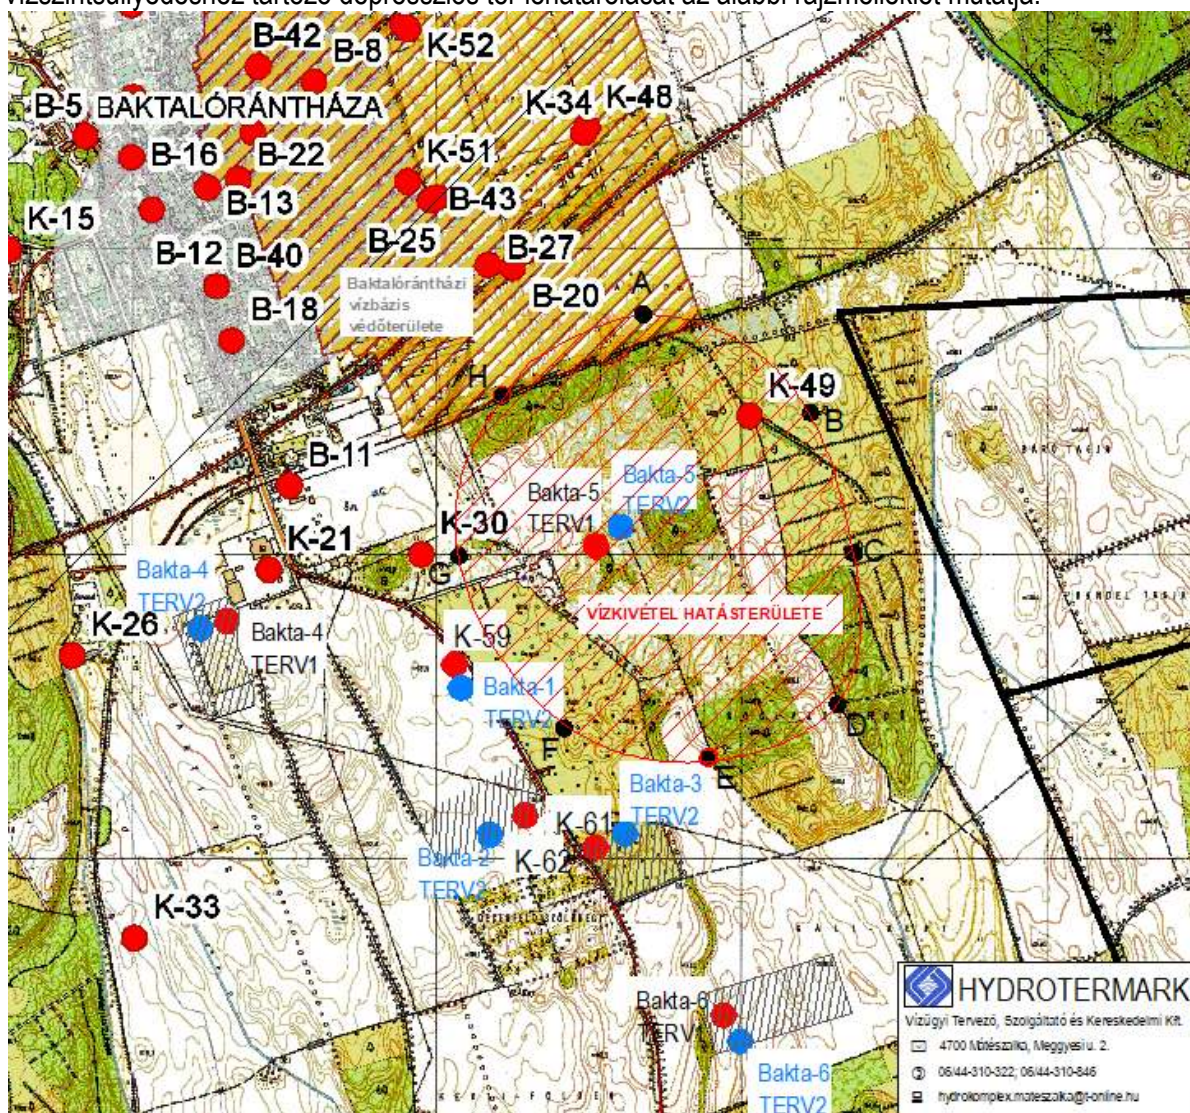 vízszintsüllyedéshez tartozó depressziós tér lehatárolását az alábbi rajzmelléklet mutatja:
B-42
B-8
K-52
K-34
K-48
B-5
BAKTALÓRÁNTHÁZA
B-16
B-22
K-51
B-13
B-43
K-15
B-12
B-40
B-25
B-27
B-18
B-20
Baktalórántházi
vízbázis
védőterülete
A
H
K-49
B
B-11
Bakta-5
TERV1
Bakta-5
TERV2
K-21
K-30
G
C
Bakta-4
TERV2
K-26
Bakta-4
TERV1
VÍZKIVÉTEL HATÁSTERÜLETE
K-59
Bakta-1
TERV2
F
D
E
Bakta-3
TERV2
K-61
Bakta-2
TERV2
K-62
K-33
Bakta-6
TERV1
Bakta-6
TERV2
HYDROTERMARK
Vízügyi Tervező, Szolgáltató és Kereskedelmi Kft.
4700 Mátészalka, Meggyesi u. 2.
06/44-310-322; 06/44-310-846
hydrokomplex.mateszalka@t-online.hu